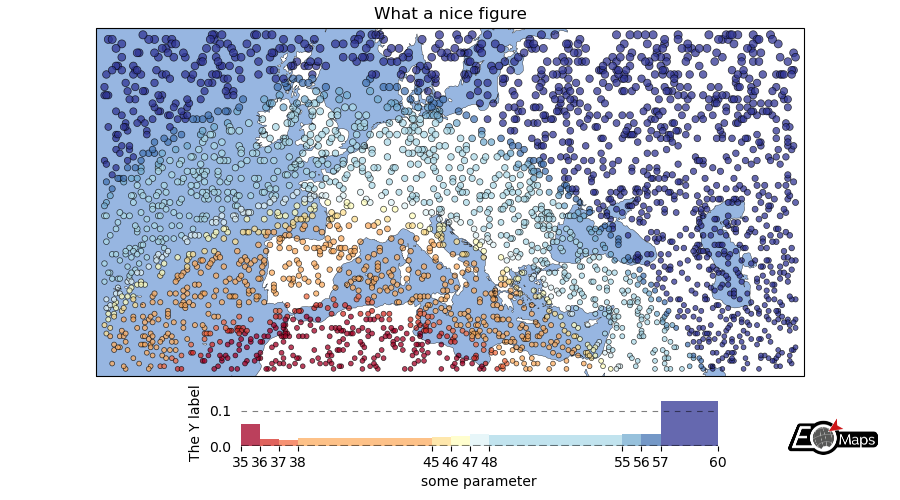 What a nice figure
The Y label
0.1
0.0
35 36 37 38 45 46 47 48 55 56 57 60
some parameter
EOMaps